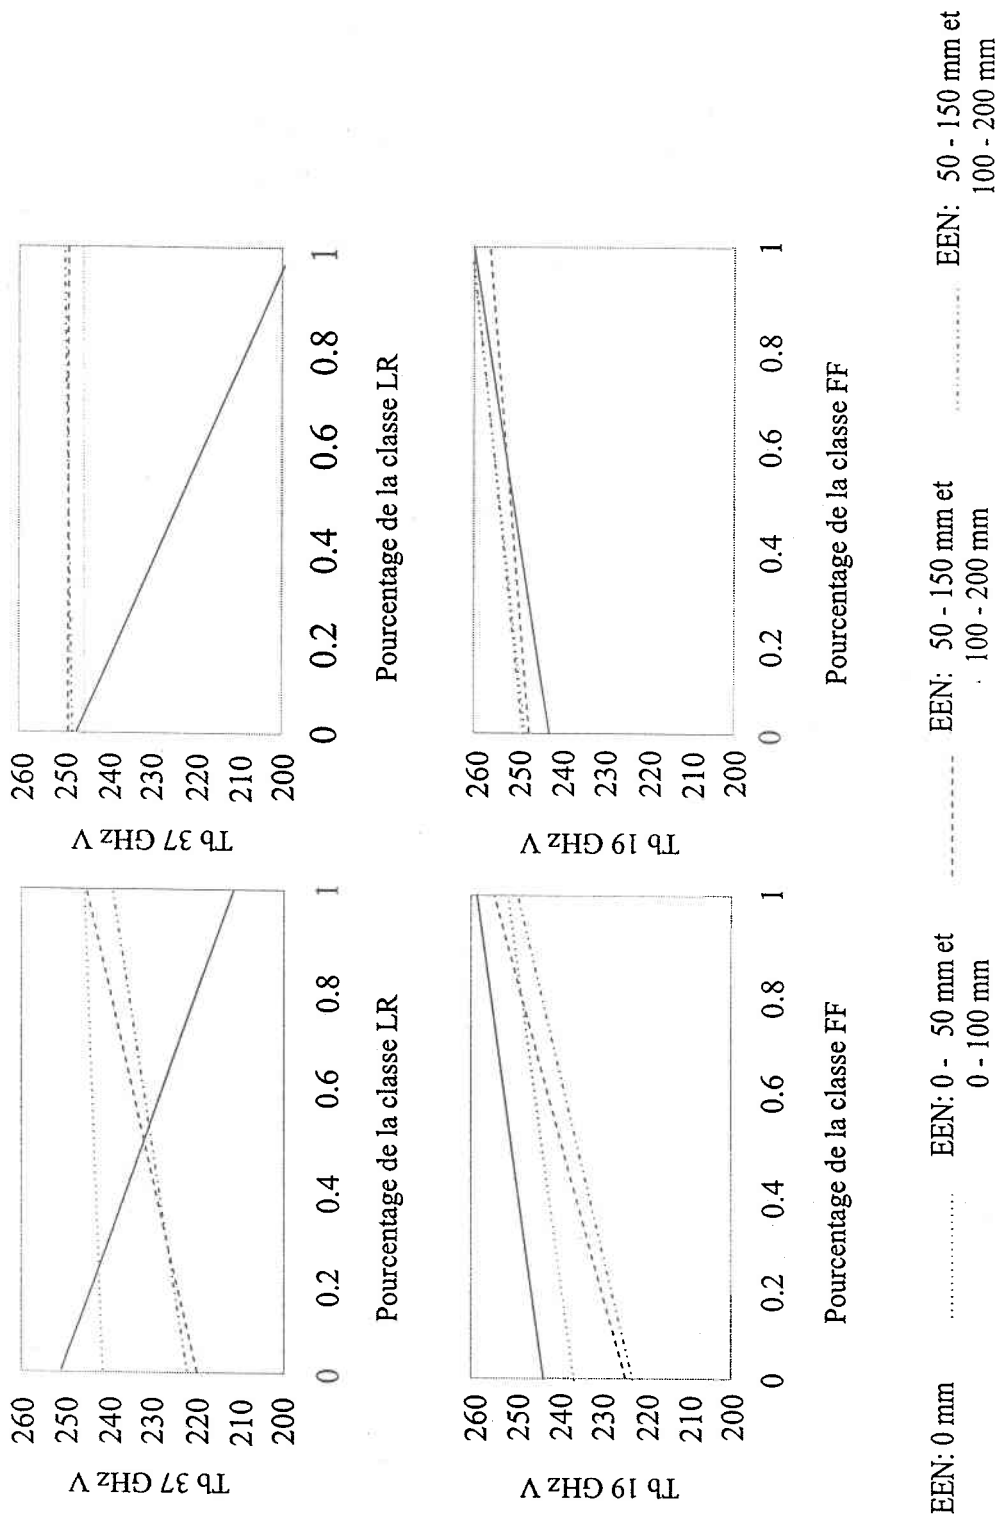 Tb 37 GHz V
260
250
240
230
220
210
200
0 0.2 0.4 0.6 0.8 1
Pourcentage de la classe LR
Tb 37 GHz V
260
250
240
230
220
210
200
0 0.2 0.4 0.6 0.8 1
Pourcentage de la classe LR
Tb 19 GHz V
260
250
240
230
220
210
200
0 0.2 0.4 0.6 0.8 1
Pourcentage de la classe FF
Tb 19 GHz V
260
250
240
230
220
210
200
0 0.2 0.4 0.6 0.8 1
Pourcentage de la classe FF
EEN: 0 mm
EEN: 0 - 50 mm et
0 - 100 mm
EEN: 50 - 150 mm et
100 - 200 mm
EEN: 50 - 150 mm et
100 - 200 mm